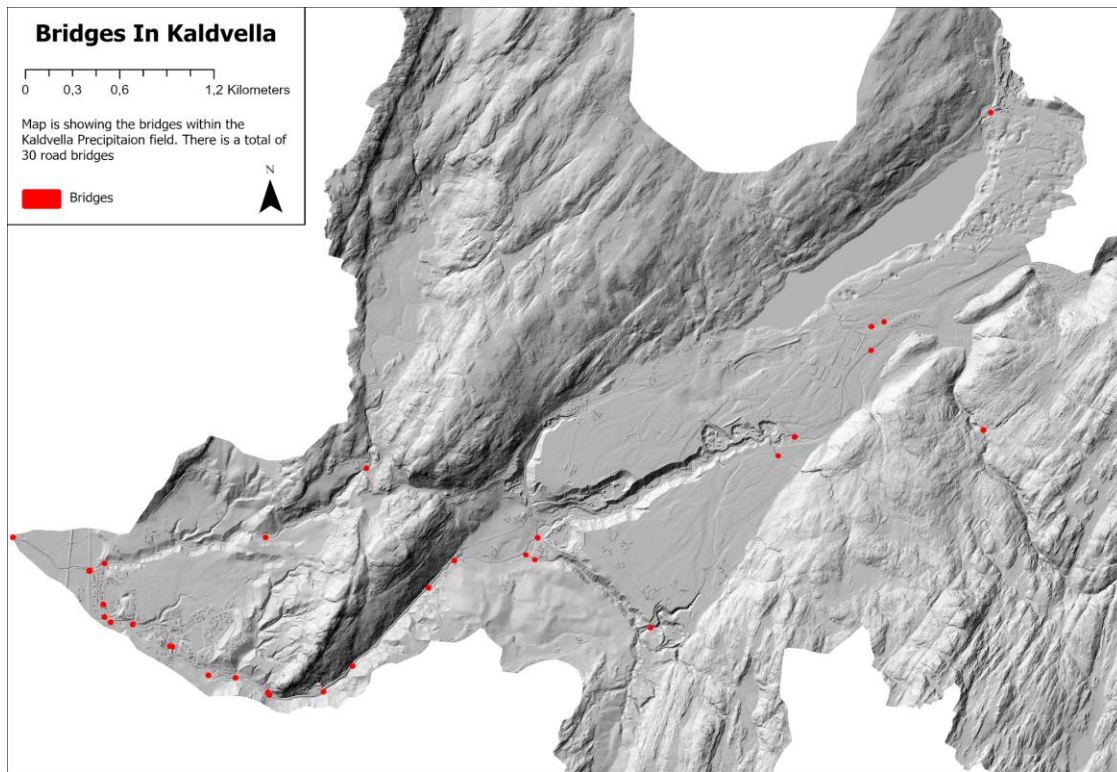 Bridges In Kaldvella
0 0,3 0,6 1,2 Kilometers
Map is showing the bridges within the
Kaldvella Precipitaion field. There is a total of
30 road bridges
N
Bridges